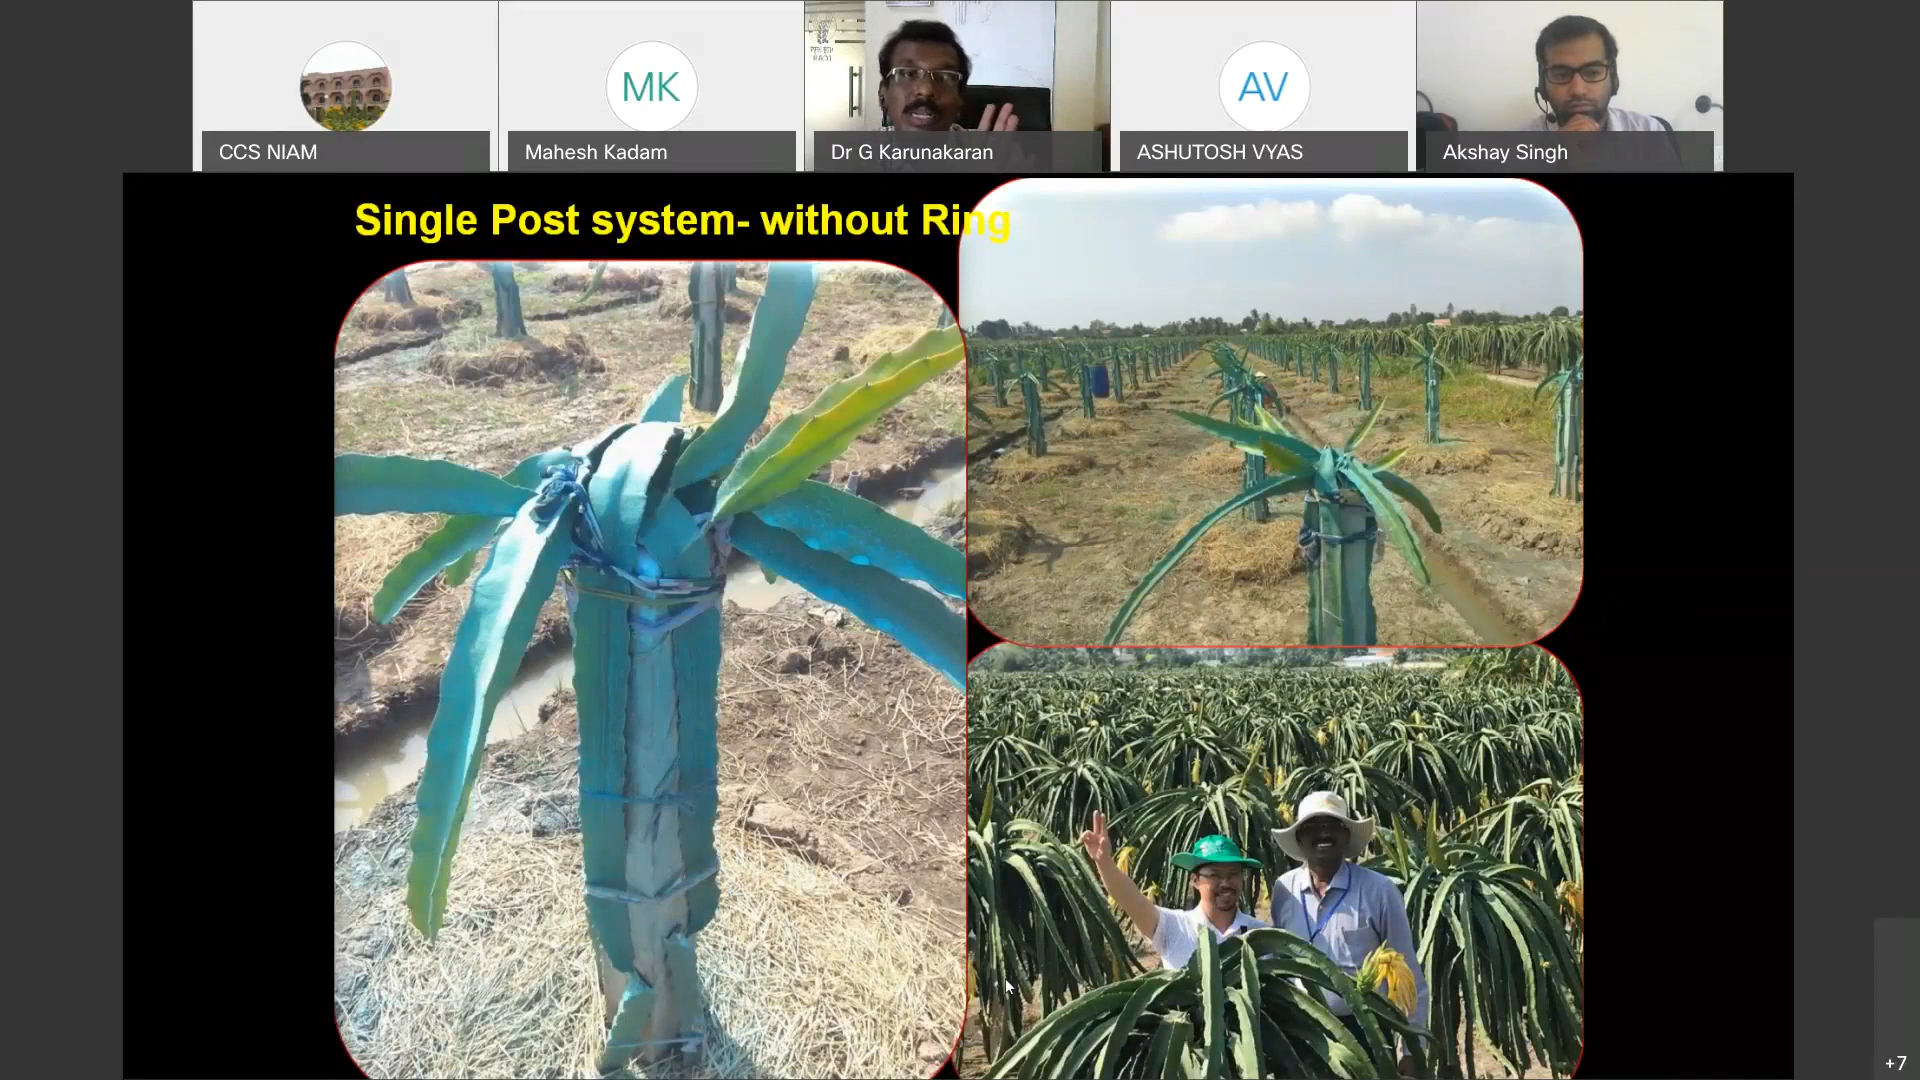 CCS NIAM
MK
Mahesh Kadam
Dr G Karunakaran
AV
ASHUTOSH VYAS
Akshay Singh
Single Post system- without Ring
+7